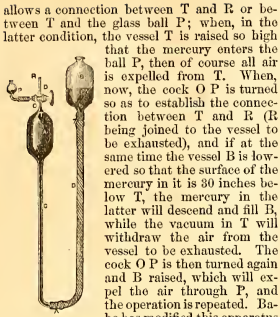 allows a connection between T and R or be-
tween T and the glass ball P; when, in the
latter condition, the vessel T is raised so high
that the mercury enters the
ball P, then of course all air
is expelled from T. When,
now, the cock O P is turned
so as to establish the connec-
tion between T and R (R
being joined to the vessel to
be exhausted), and if at the
same time the vessel B is low-
ered so that the surface of the
mercury in it is 30 inches be-
low T, the mercury in the
latter will descend and fill B,
while the vacuum in T will
withdraw the air from the
vessel to be exhausted. The
cock O P is then turned again
and B raised, which will ex-
pel the air through P, and
the operation is repeated. Ba-